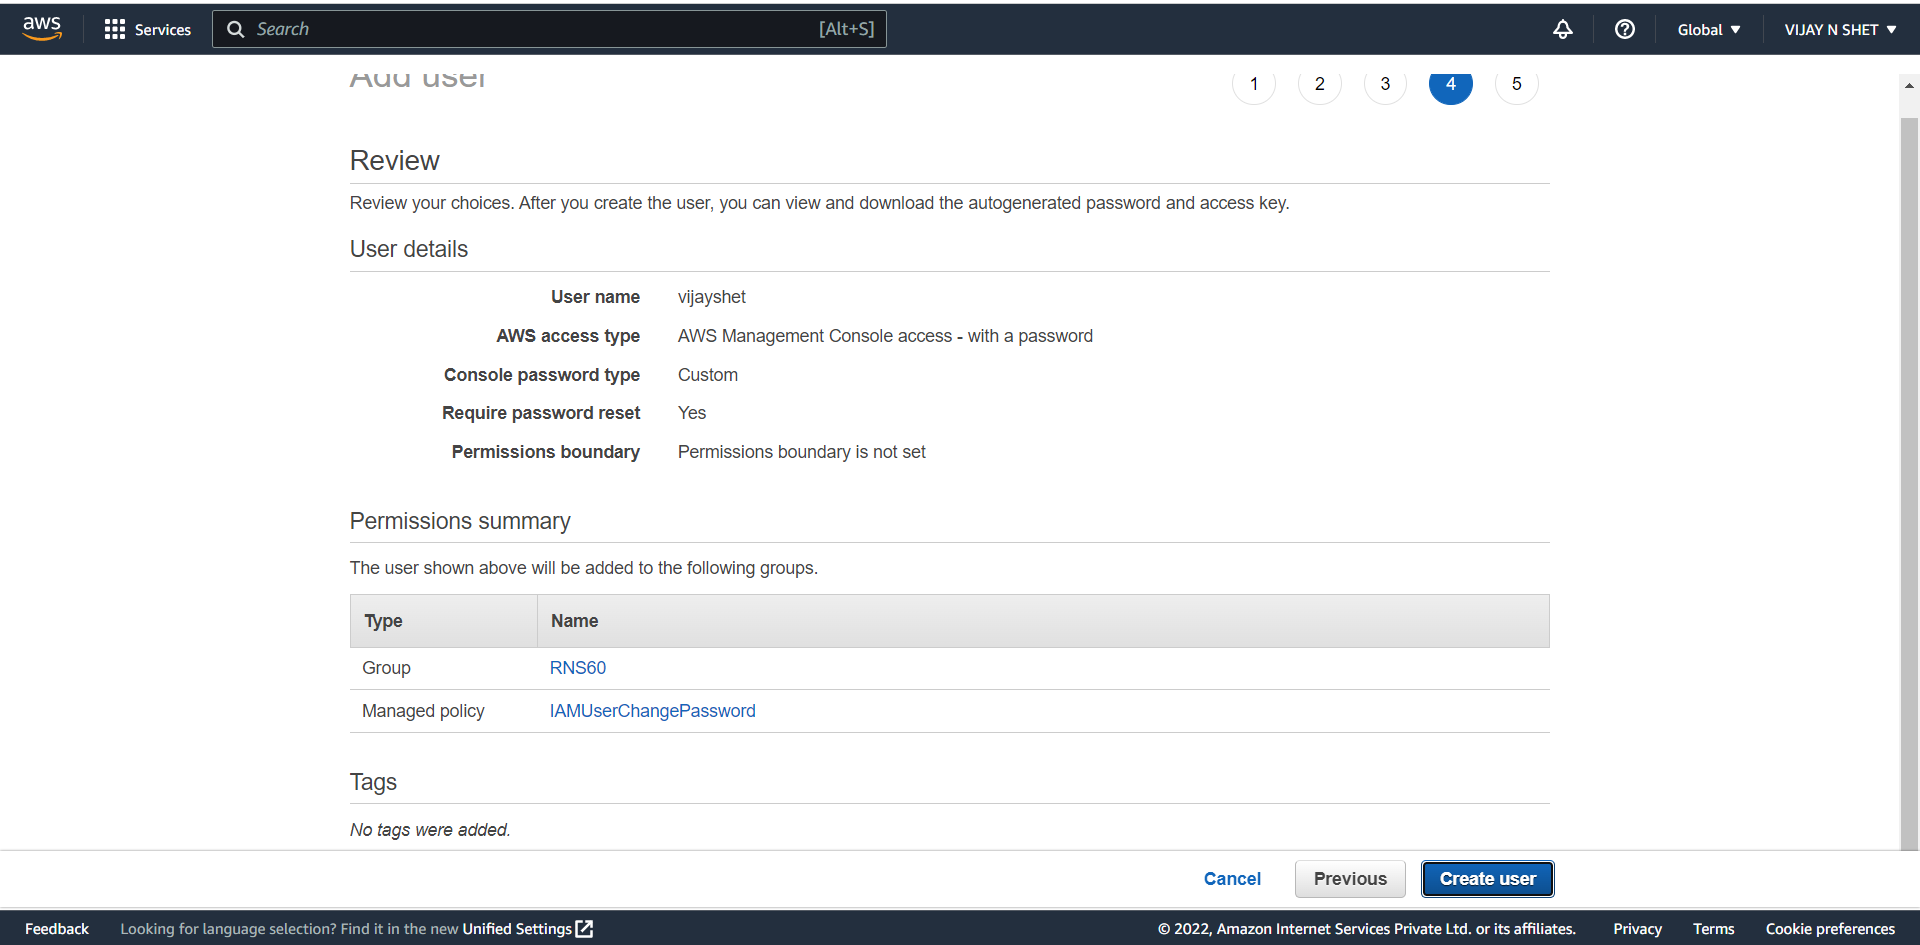 aws Services Search [Alt+S] Global VIJAY N SHET
Add user 1 2 3 4 5
Review
Review your choices. After you create the user, you can view and download the autogenerated password and access key.
User details
User name vijayshet
AWS access type AWS Management Console access - with a password
Console password type Custom
Require password reset Yes
Permissions boundary Permissions boundary is not set
Permissions summary
The user shown above will be added to the following groups.
Type Name
Group RNS60
Managed policy IAMUserChangePassword
Tags
No tags were added.
Cancel Previous Create user
Feedback Looking for language selection? Find it in the new Unified Settings © 2022, Amazon Internet Services Private Ltd. or its affiliates. Privacy Terms Cookie preferences